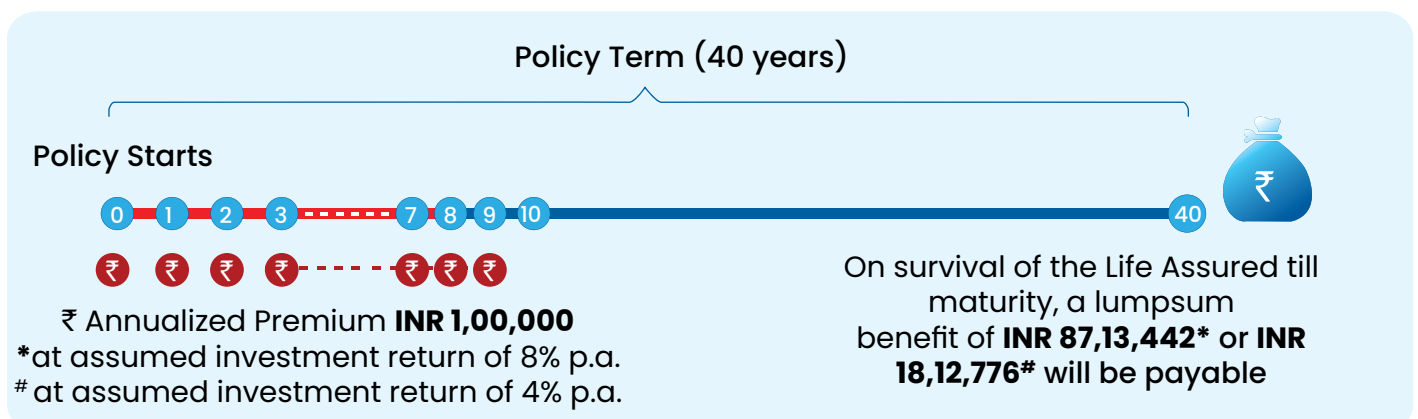 Policy Term (40 years)
Policy Starts
0 1 2 3 7 8 9 10 40
₹
₹ ₹ ₹ ₹ ₹ ₹ ₹
₹ Annualized Premium INR 1,00,000
*at assumed investment return of 8% p.a.
# at assumed investment return of 4% p.a.
On survival of the Life Assured till
maturity, a lumpsum
benefit of INR 87,13,442* or INR
18,12,776# will be payable